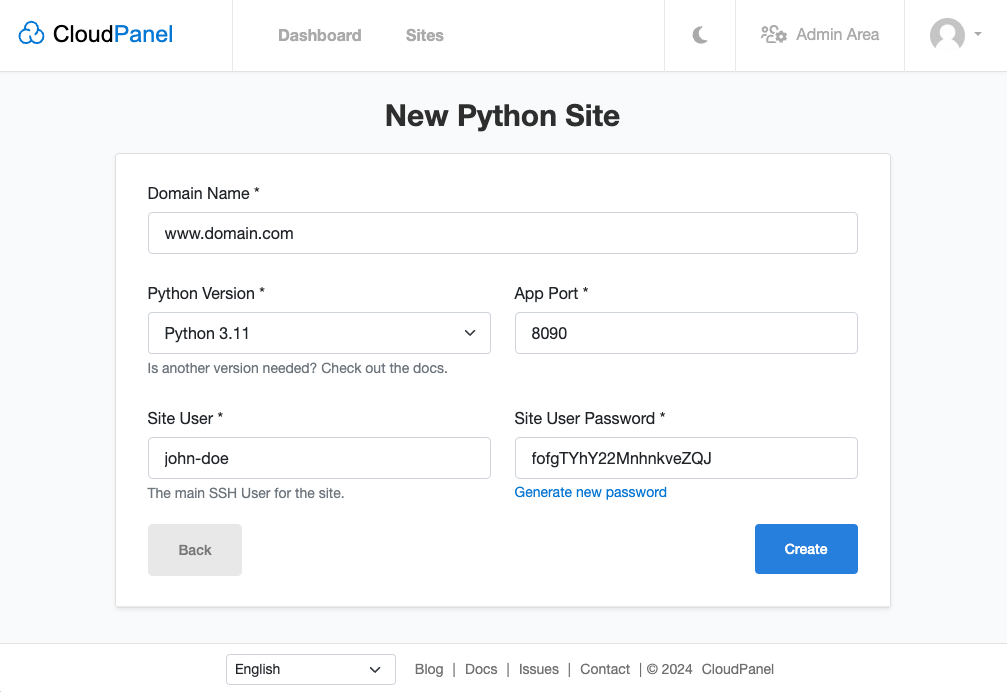 CloudPanel Dashboard Sites Admin Area
New Python Site
Domain Name *
www.domain.com
Python Version * App Port *
Python 3.11 8090
Is another version needed? Check out the docs.
Site User * Site User Password *
john-doe fofgTYhY22MnhnkveZQJ
The main SSH User for the site. Generate new password
Back Create
English Blog | Docs | Issues | Contact | © 2024 CloudPanel